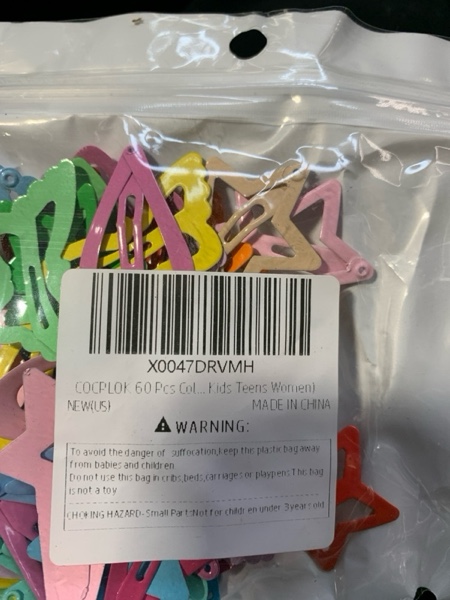 X0047DRVMH
COCPLOK 60 Pcs Col... Kids Teens Women)
NEW(US) MADE IN CHINA
WARNING:
To avoid the danger of suffocation,keep this plastic bag away
from babies and children
Do not use this bag in cribs,beds,carriages or playpens This bag
is not a toy
CHOKING HAZARD-Small Part:Not for children under 3 years old